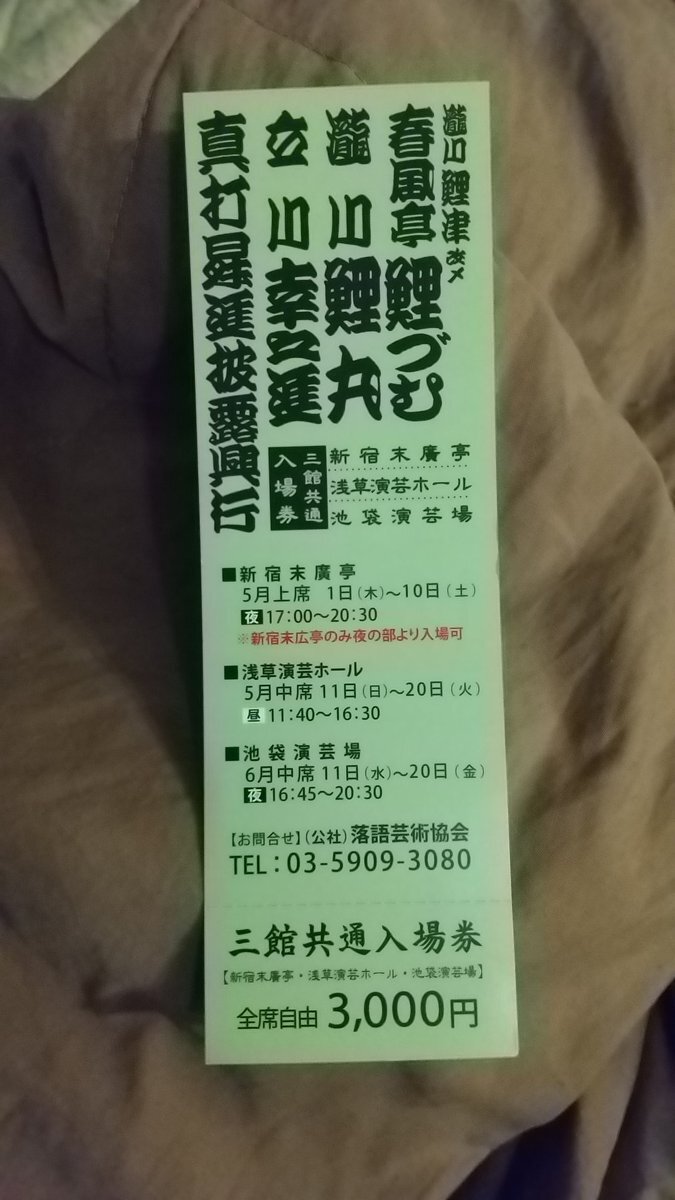 瀧川鯉津改メ
春風亭鯉づむ
瀧川鯉丸
立川幸之進
真打昇進披露興行
三館共通
入場券
新宿末廣亭
浅草演芸ホール
池袋演芸場
■新宿末廣亭
5月上席 1日(木)~10日(土)
夜17:00~20:30
※新宿末広亭のみ夜の部より入場可
■浅草演芸ホール
5月中席 11日(日)~20日(火)
昼 11:40~16:30
■池袋演芸場
6月中席 11日(水)~20日(金)
夜16:45~20:30
【お問合せ】(公社)落語芸術協会
TEL:03-5909-3080
三館共通入場券
【新宿末廣亭・浅草演芸ホール・池袋演芸場】
全席自由 3,000円